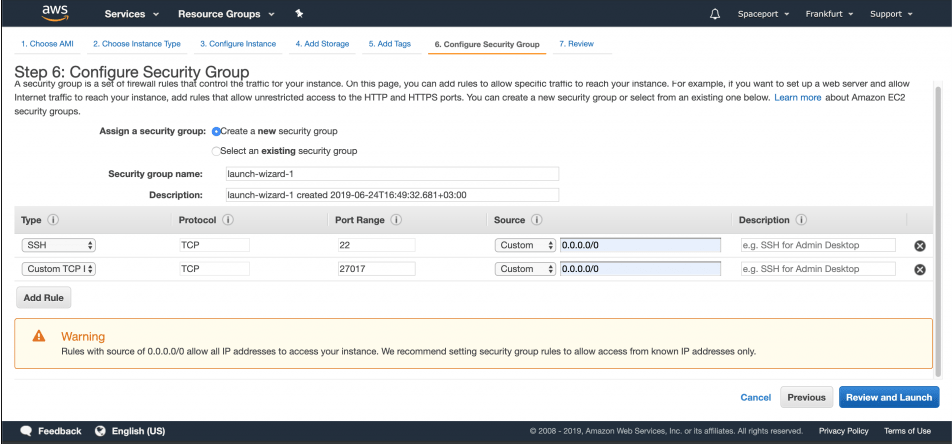 aws Services Resource Groups Spaceport Frankfurt Support
1. Choose AMI 2. Choose Instance Type 3. Configure Instance 4. Add Storage 5. Add Tags 6. Configure Security Group 7. Review
Step 6: Configure Security Group
A security group is a set of firewall rules that control the traffic for your instance. On this page, you can add rules to allow specific traffic to reach your instance. For example, if you want to set up a web server and allow
Internet traffic to reach your instance, add rules that allow unrestricted access to the HTTP and HTTPS ports. You can create a new security group or select from an existing one below. Learn more about Amazon EC2
security groups.
Assign a security group: Create a new security group
Select an existing security group
Security group name: launch-wizard-1
Description: launch-wizard-1 created 2019-06-24T16:49:32.681+03:00
Type i Protocol i Port Range i Source i Description i
SSH TCP 22 Custom 0.0.0.0/0 e.g. SSH for Admin Desktop
Custom TCP I TCP 27017 Custom 0.0.0.0/0 e.g. SSH for Admin Desktop
Add Rule
Warning
Rules with source of 0.0.0.0/0 allow all IP addresses to access your instance. We recommend setting security group rules to allow access from known IP addresses only.
Cancel Previous Review and Launch
Feedback English (US) © 2008 - 2019, Amazon Web Services, Inc. or its affiliates. All rights reserved. Privacy Policy Terms of Use